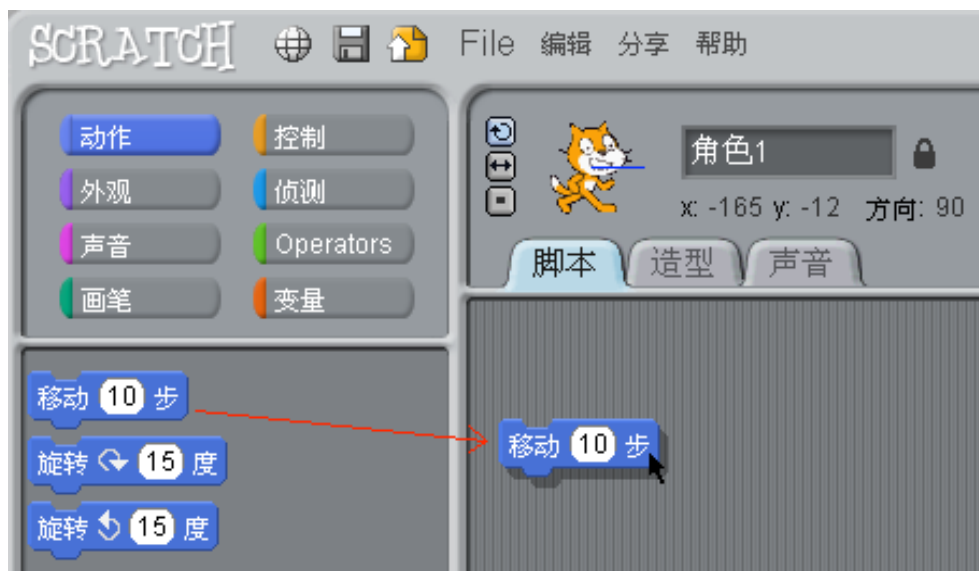 SCRATCH File 编辑 分享 帮助
动作 控制
外观 侦测
声音 Operators
画笔 变量
角色1
x: -165 y: -12 方向: 90
脚本 造型 声音
移动 10 步
旋转 15 度
旋转 15 度
移动 10 步